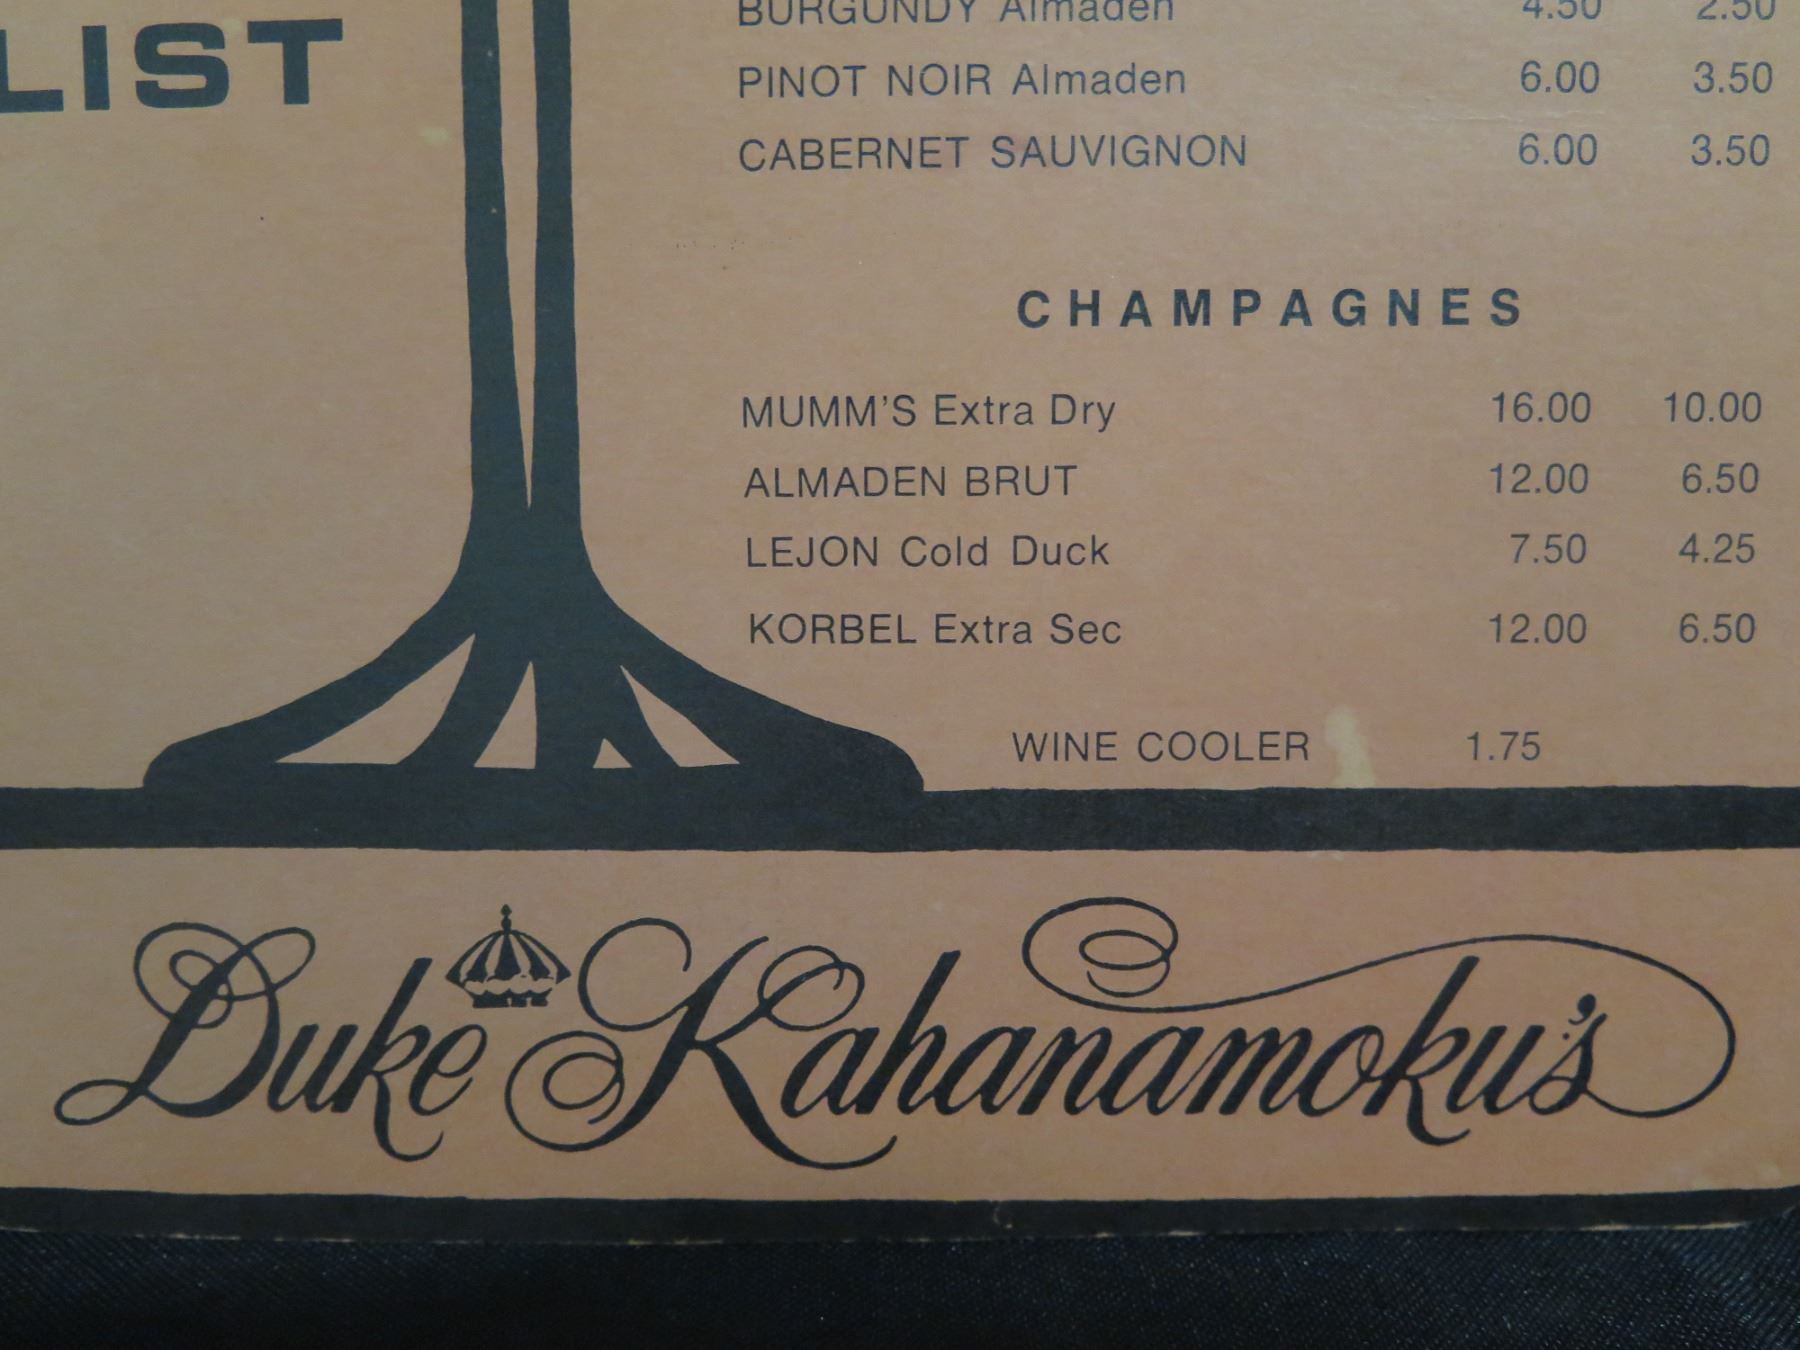 LIST
BURGUNDY Almaden 4.50 2.50
PINOT NOIR Almaden 6.00 3.50
CABERNET SAUVIGNON 6.00 3.50
CHAMPAGNES
MUMM'S Extra Dry 16.00 10.00
ALMADEN BRUT 12.00 6.50
LEJON Cold Duck 7.50 4.25
KORBEL Extra Sec 12.00 6.50
WINE COOLER 1.75
Duke Kahanamoku's